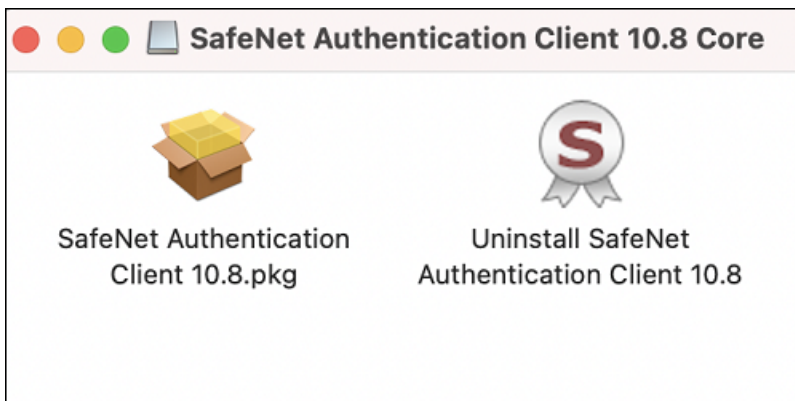 SafeNet Authentication Client 10.8 Core
S
SafeNet Authentication
Client 10.8.pkg
Uninstall SafeNet
Authentication Client 10.8